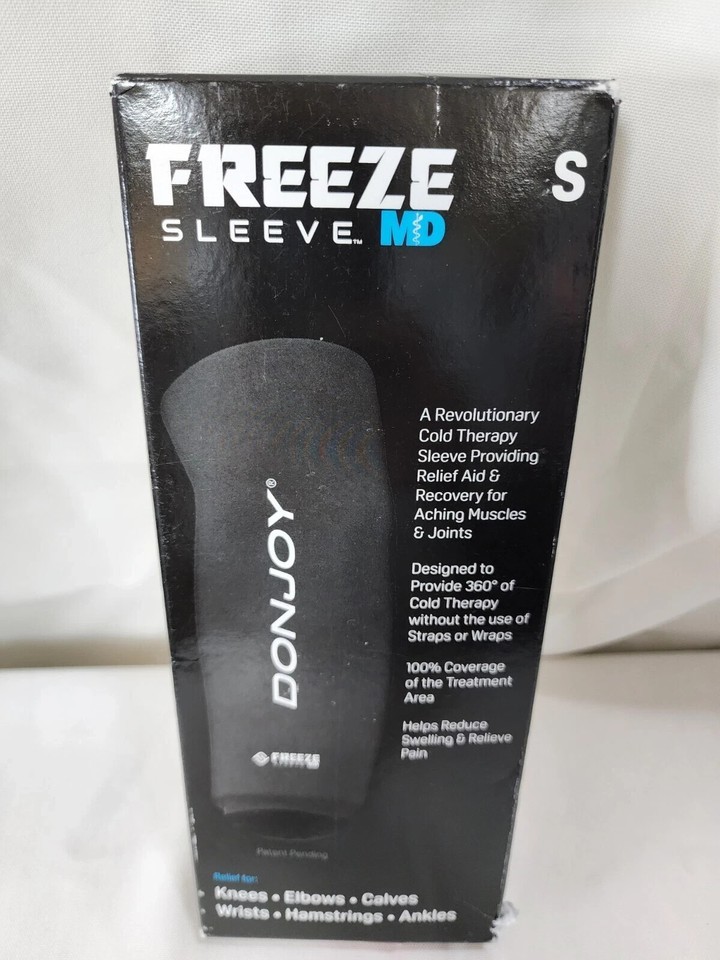 FREEZE
S
SLEEVE™ MD
A Revolutionary
Cold Therapy
Sleeve Providing
Relief Aid &
Recovery for
Aching Muscles
& Joints
DONJOY®
Designed to
Provide 360° of
Cold Therapy
without the use of
Straps or Wraps
100% Coverage
of the Treatment
Area
Helps Reduce
Swelling & Relieve
Pain
FREEZE
Patent Pending
Relief for:
Knees • Elbows • Calves
Wrists • Hamstrings • Ankles